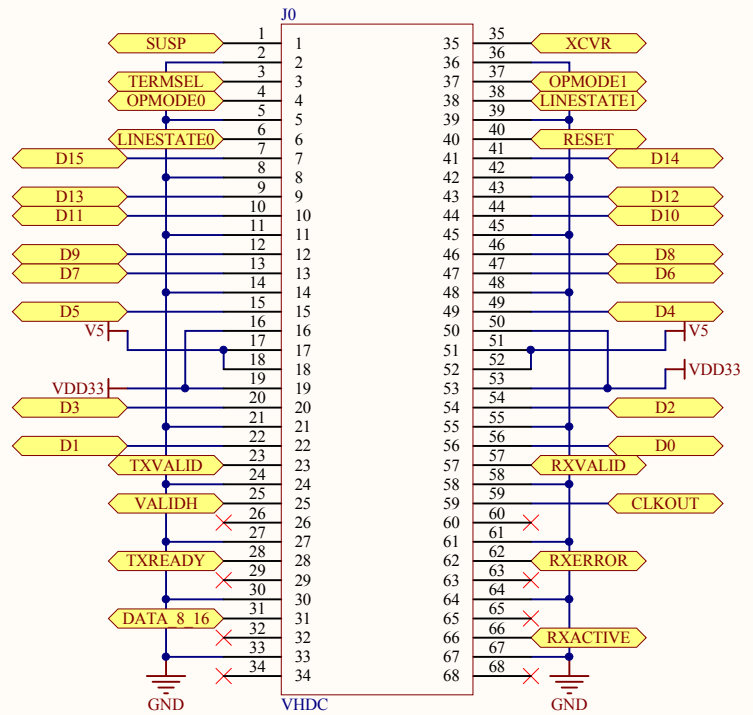 J0
SUSP 1 1 35 35 XCVR
2 2 36 36
TERMSEL 3 3 37 37 OPMODE1
OPMODE0 4 4 38 38 LINESTATE1
5 5 39 39
LINESTATE0 6 6 40 40 RESET
D15 7 7 41 41 D14
8 8 42 42
D13 9 9 43 43 D12
D11 10 10 44 44 D10
11 11 45 45
D9 12 12 46 46 D8
D7 13 13 47 47 D6
14 14 48 48
D5 15 15 49 49 D4
V5 16 16 50 50 V5
17 17 51 51
18 18 52 52 VDD33
VDD33 19 19 53 53
D3 20 20 54 54 D2
21 21 55 55
D1 22 22 56 56 D0
TXVALID 23 23 57 57 RXVALID
24 24 58 58
VALIDH 25 25 59 59 CLKOUT
26 26 60 60
27 27 61 61
TXREADY 28 28 62 62 RXERROR
29 29 63 63
30 30 64 64
DATA_8_16 31 31 65 65
32 32 66 66 RXACTIVE
33 33 67 67
34 34 68 68
GND VHDC GND